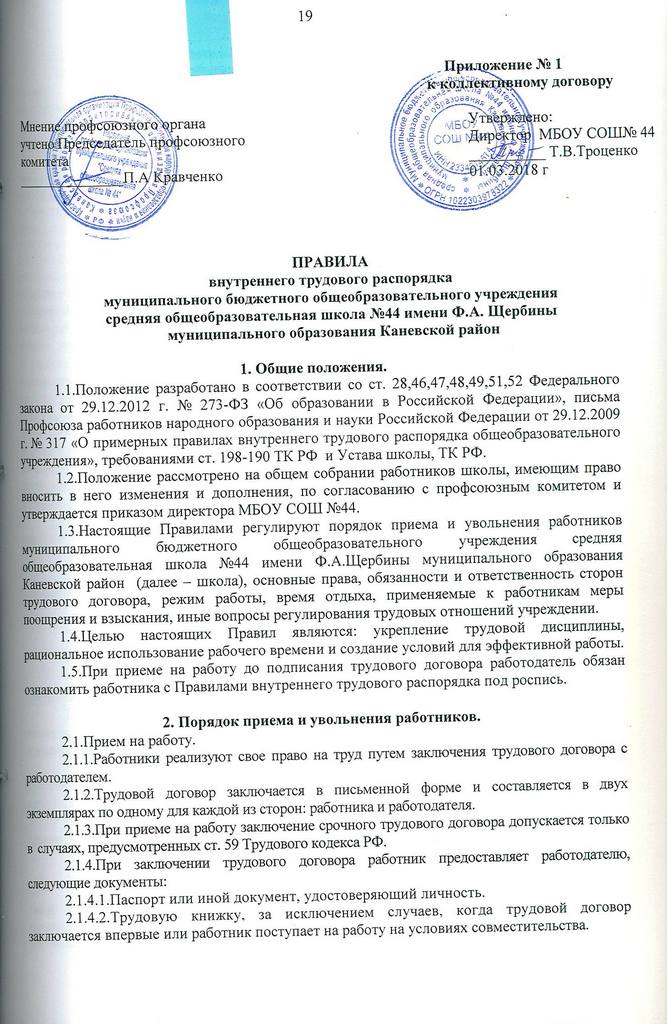 19
Приложение № 1
к коллективному договору
Мнение профсоюзного органа
учтено Председатель профсоюзного
комитета
П.А Кравченко
Утверждено:
Директор МБОУ СОШ№ 44
Т.В.Троценко
01.03.2018 г
МБОУ
СОШ №
ОГРН 1022303978322
ПРАВИЛА
внутреннего трудового распорядка
муниципального бюджетного общеобразовательного учреждения
средняя общеобразовательная школа №44 имени Ф.А. Щербины
муниципального образования Каневской район
1. Общие положения.
1.1.Положение разработано в соответствии со ст. 28,46,47,48,49,51,52 Федерального
закона от 29.12.2012 г. № 273-ФЗ «Об образовании в Российской Федерации», письма
Профсоюза работников народного образования и науки Российской Федерации от 29.12.2009
г. № 317 «О примерных правилах внутреннего трудового распорядка общеобразовательного
учреждения», требованиями ст. 198-190 ТК РФ и Устава школы, ТК РФ.
1.2.Положение рассмотрено на общем собрании работников школы, имеющим право
вносить в него изменения и дополнения, по согласованию с профсоюзным комитетом и
утверждается приказом директора МБОУ СОШ №44.
1.3.Настоящие Правилами регулируют порядок приема и увольнения работников
муниципального бюджетного общеобразовательного учреждения средняя
общеобразовательная школа №44 имени Ф.А.Щербины муниципального образования
Каневской район (далее – школа), основные права, обязанности и ответственность сторон
трудового договора, режим работы, время отдыха, применяемые к работникам меры
поощрения и взыскания, иные вопросы регулирования трудовых отношений учреждении.
1.4.Целью настоящих Правил являются: укрепление трудовой дисциплины,
рациональное использование рабочего времени и создание условий для эффективной работы.
1.5.При приеме на работу до подписания трудового договора работодатель обязан
ознакомить работника с Правилами внутреннего трудового распорядка под роспись.
2. Порядок приема и увольнения работников.
2.1.Прием на работу.
2.1.1.Работники реализуют свое право на труд путем заключения трудового договора с
работодателем.
2.1.2.Трудовой договор заключается в письменной форме и составляется в двух
экземплярах по одному для каждой из сторон: работника и работодателя.
2.1.3.При приеме на работу заключение срочного трудового договора допускается только
в случаях, предусмотренных ст. 59 Трудового кодекса РФ.
2.1.4.При заключении трудового договора работник предоставляет работодателю,
следующие документы:
2.1.4.1.Паспорт или иной документ, удостоверяющий личность.
2.1.4.2.Трудовую книжку, за исключением случаев, когда трудовой договор
заключается впервые или работник поступает на работу на условиях совместительства.